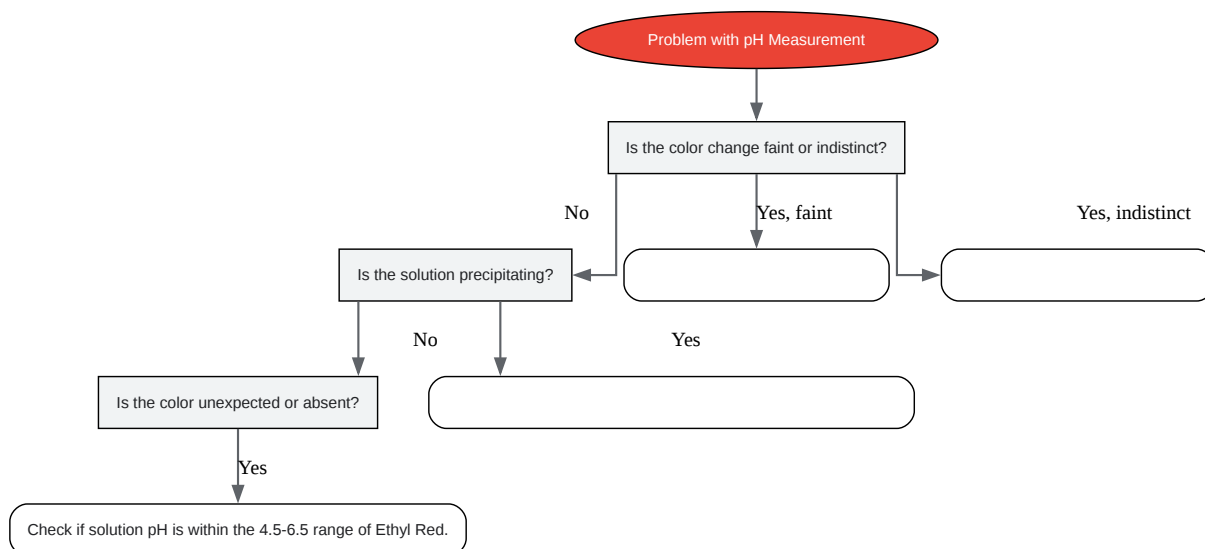 Problem with pH Measurement
Is the color change faint or indistinct?
No
Yes, faint
Yes, indistinct
Is the solution precipitating?
No
Yes
Is the color unexpected or absent?
Yes
Check if solution pH is within the 4.5-6.5 range of Ethyl Red.